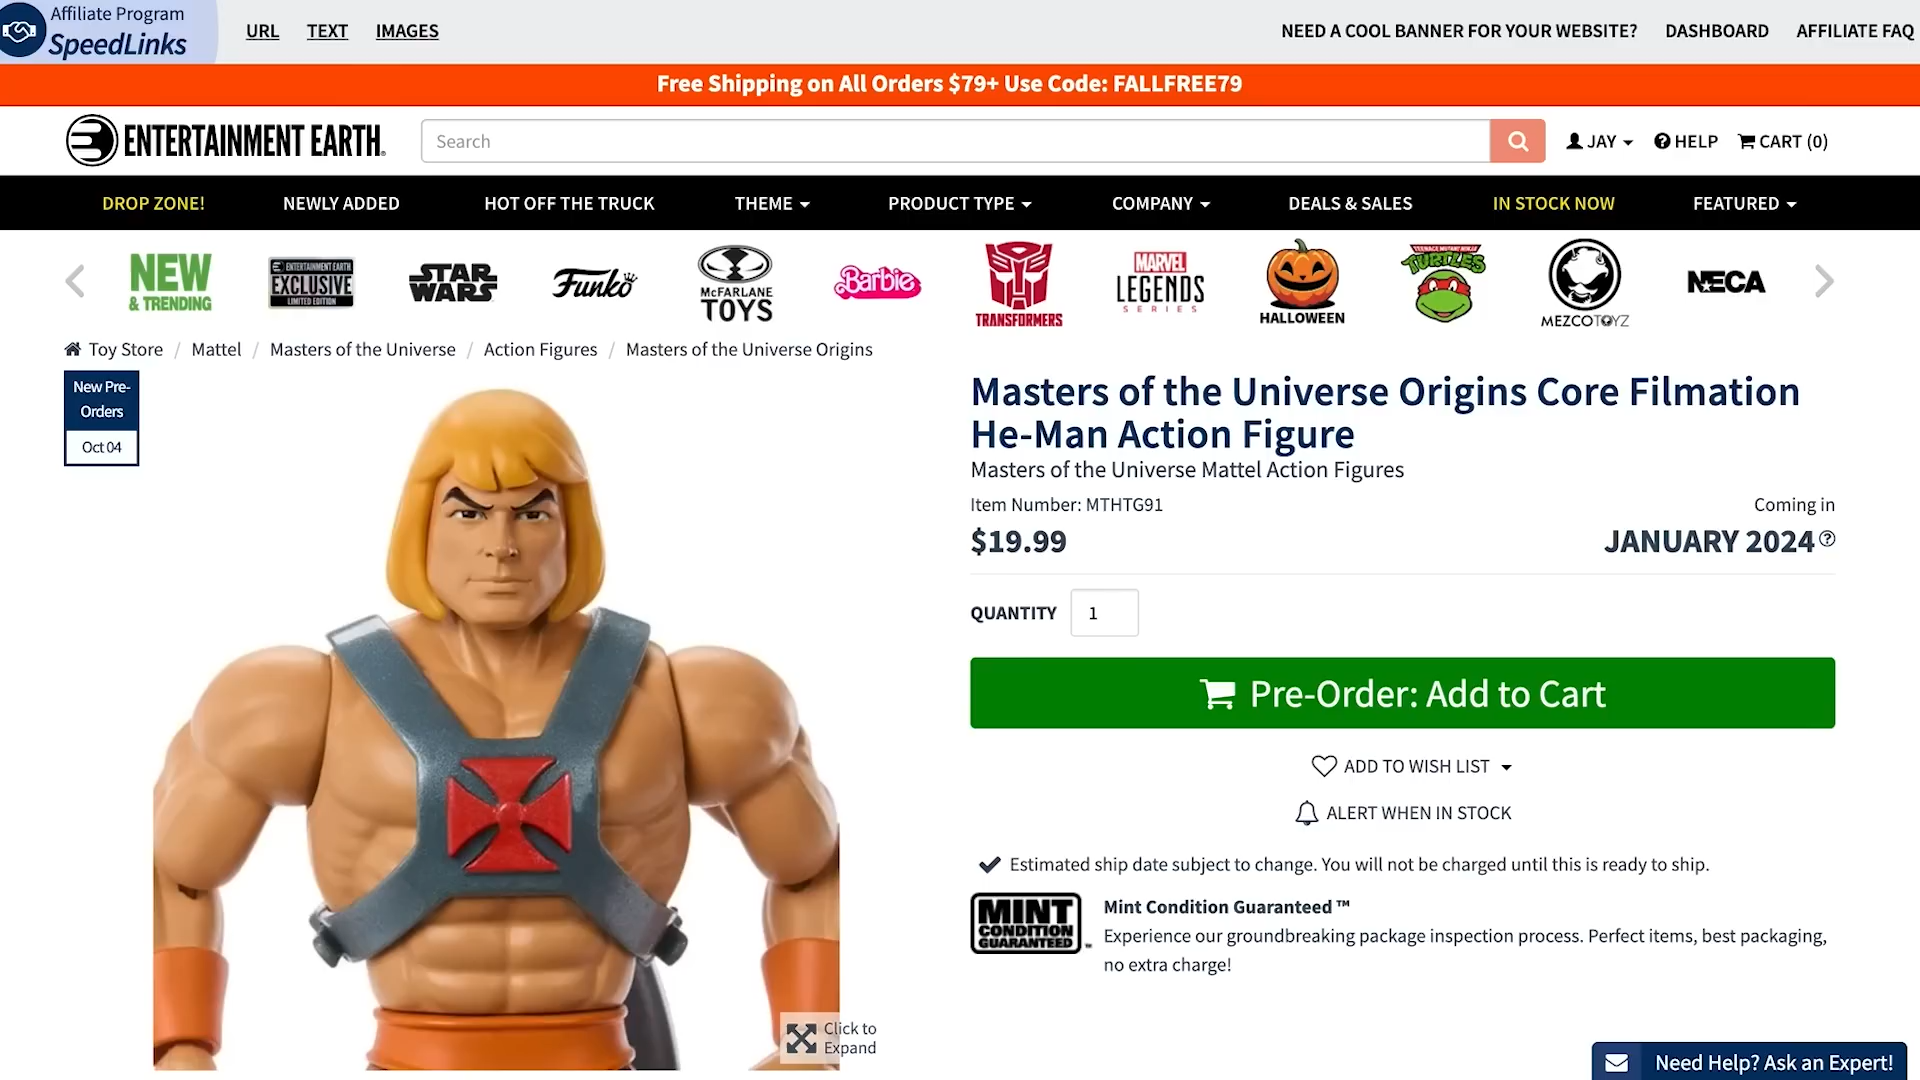 Affiliate Program
SpeedLinks
URL TEXT IMAGES
NEED A COOL BANNER FOR YOUR WEBSITE? DASHBOARD AFFILIATE FAQ
Free Shipping on All Orders $79+ Use Code: FALLFREE79
ENTERTAINMENT EARTH®
Search
JAY
HELP
CART (0)
DROP ZONE! NEWLY ADDED HOT OFF THE TRUCK THEME PRODUCT TYPE COMPANY DEALS & SALES IN STOCK NOW FEATURED
NEW
& TRENDING
ENTERTAINMENT EARTH
EXCLUSIVE
LIMITED EDITION
STAR
WARS
Funko
McFARLANE
TOYS
Barbie
TRANSFORMERS
MARVEL
LEGENDS
SERIES
HALLOWEEN
TEENAGE MUTANT NINJA
TURTLES
MEZCOTOYZ
NECA
Toy Store / Mattel / Masters of the Universe / Action Figures / Masters of the Universe Origins
New Pre-
Orders
Oct 04
Masters of the Universe Origins Core Filmation
He-Man Action Figure
Masters of the Universe Mattel Action Figures
Item Number: MTHTG91
Coming in
$19.99
JANUARY 2024
QUANTITY 1
Pre-Order: Add to Cart
ADD TO WISH LIST
ALERT WHEN IN STOCK
Estimated ship date subject to change. You will not be charged until this is ready to ship.
MINT
CONDITION
GUARANTEED
Mint Condition Guaranteed ™
Experience our groundbreaking package inspection process. Perfect items, best packaging,
no extra charge!
Click to
Expand
Need Help? Ask an Expert!